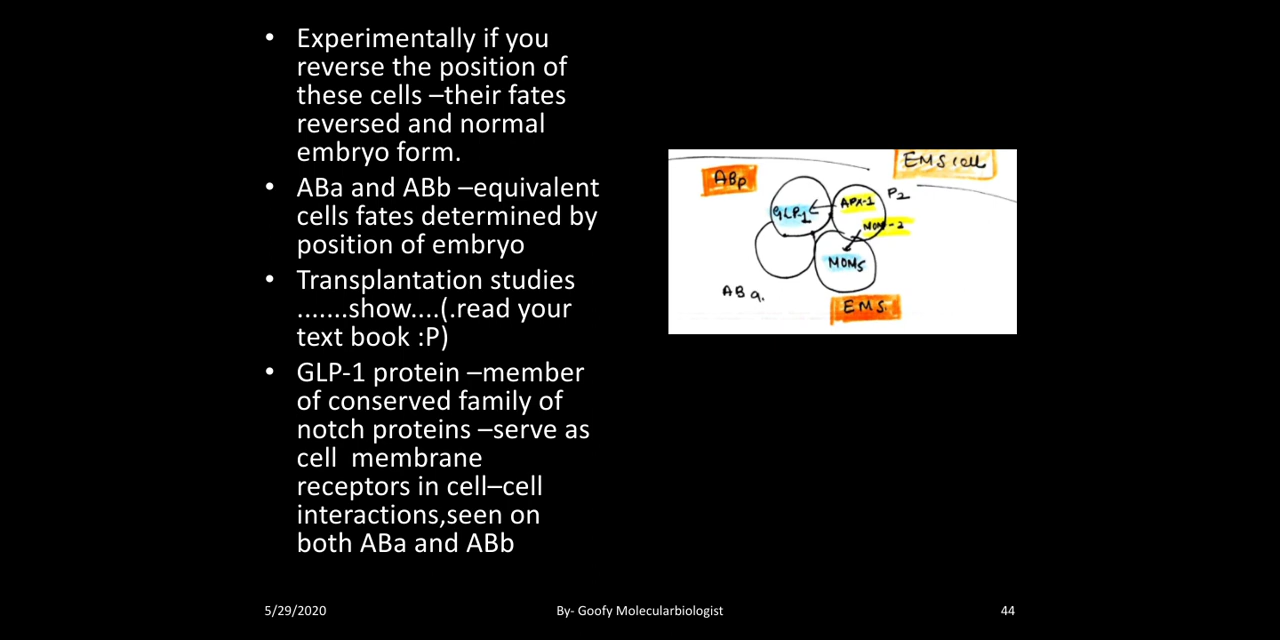 • Experimentally if you
reverse the position of
these cells –their fates
reversed and normal
embryo form.
• ABa and ABb –equivalent
cells fates determined by
position of embryo
• Transplantation studies
.......show....(.read your
text book :P)
• GLP-1 protein –member
of conserved family of
notch proteins –serve as
cell  membrane
receptors in cell–cell
interactions,seen on
both ABa and ABb
EMS cell
ABp
P2
APX-1
GLP1
MOM-2
MOM5
AB a.
EMS.
5/29/2020
By- Goofy Molecularbiologist
44